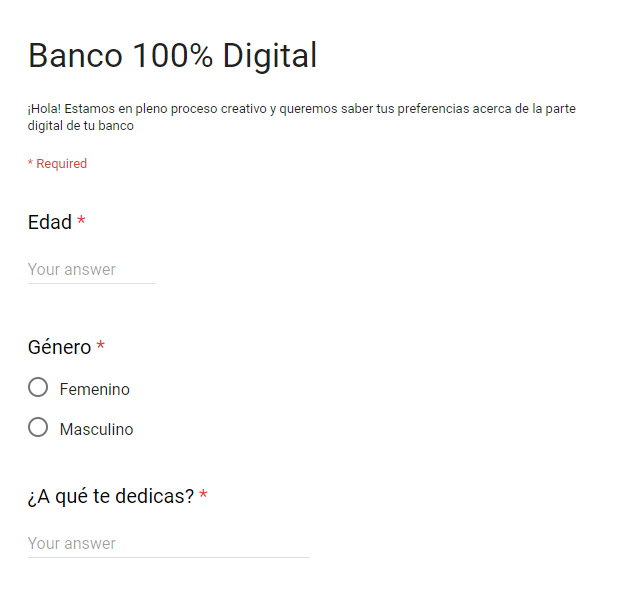 Banco 100% Digital
¡Hola! Estamos en pleno proceso creativo y queremos saber tus preferencias acerca de la parte
digital de tu banco
* Required
Edad *
Your answer
Género *
Femenino
Masculino
¿A qué te dedicas? *
Your answer